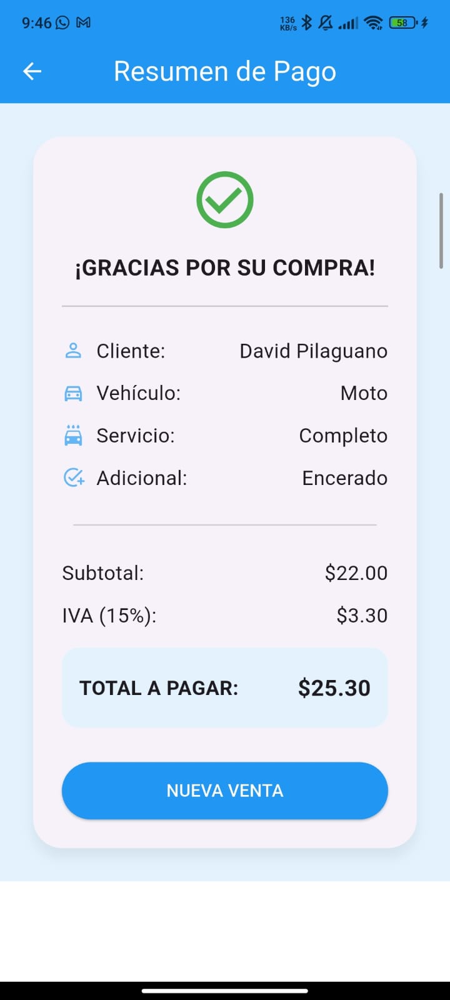 9:46
136
KB/s
58
Resumen de Pago
¡GRACIAS POR SU COMPRA!
Cliente: David Pilaguano
Vehículo: Moto
Servicio: Completo
Adicional: Encerado
Subtotal: $22.00
IVA (15%): $3.30
TOTAL A PAGAR: $25.30
NUEVA VENTA